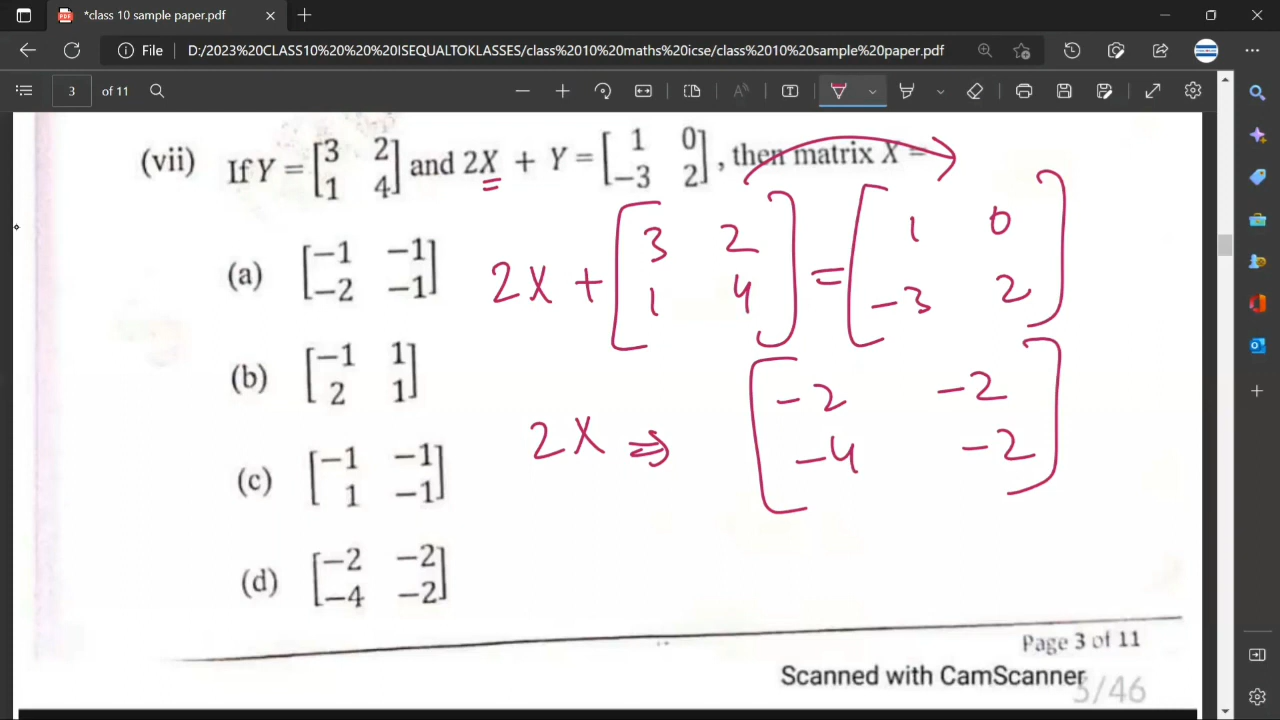 *class 10 sample paper.pdf
File D:/2023%20CLASS10%20%20%20ISEQUALTOKLASSES/class%2010%20maths%20icse/class%2010%20sample%20paper.pdf
3 of 11
(vii) If Y = [3 2
1 4] and 2X + Y = [1 0
−3 2], then matrix X =
2X + [3 2
1 4] = [1 0
−3 2]
(a) [−1 −1
−2 −1]
(b) [−1 1
2 1]
2X ⇒ [−2 −2
−4 −2]
(c) [−1 −1
1 −1]
(d) [−2 −2
−4 −2]
Page 3 of 11
Scanned with CamScanner
3/46